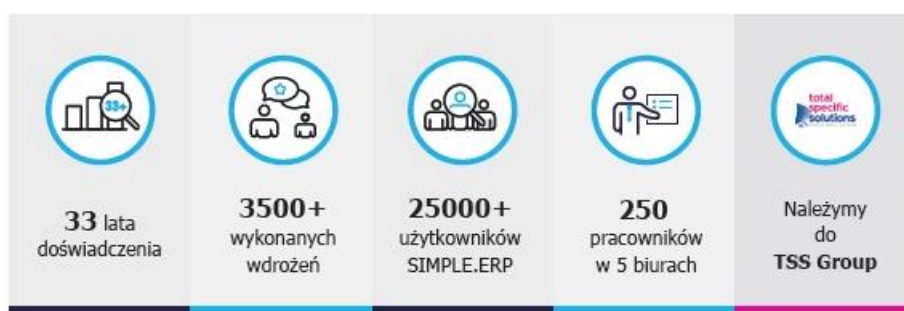 33+
33 lata
doświadczenia
3500+
wykonanych
wdrożeń
25000+
użytkowników
SIMPLE.ERP
250
pracowników
w 5 biurach
total
specific
solutions
Należymy
do
TSS Group